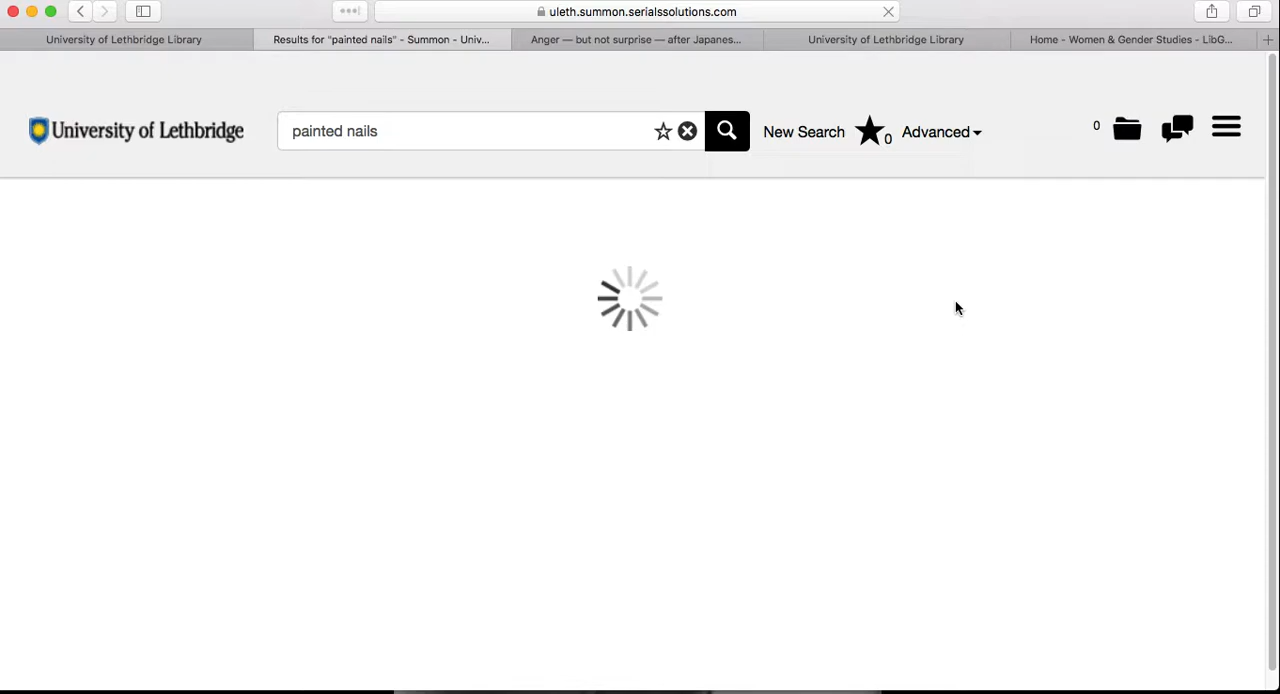 uleth.summon.serialssolutions.com
University of Lethbridge Library
Results for "painted nails" - Summon - Univ...
Anger — but not surprise — after Japanes...
University of Lethbridge Library
Home - Women & Gender Studies - LibG...
University of Lethbridge
painted nails
New Search
0
Advanced
0